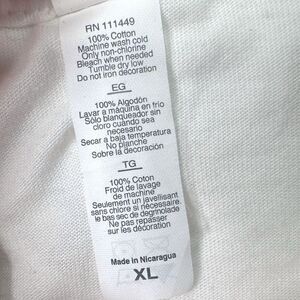 RN 111449
100% Cotton
Machine wash cold
Only non-chlorine
Bleach when needed
Tumble dry low
Do not iron decoration
EG
100% Algodón
Lavar a máquina en trio
Sólo blanqueador sin
cloro cuando sea
necesario
Secar a baja temperatura
No planche
Sobre la decoración
TG
100% Coton
Froid de lavage
de machine
Seulement un javellisant
sans chlore si nécessaire.
le bas sec de degringolade
Ne pas repasser
sur les décoration
Made in Nicaragua
XL